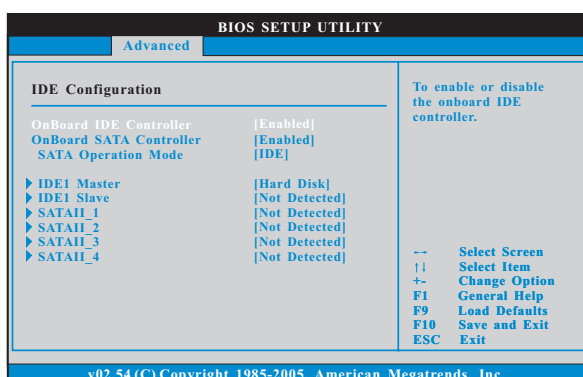 BIOS SETUP UTILITY
Advanced
IDE Configuration
OnBoard IDE Controller [Enabled]
OnBoard SATA Controller [Enabled]
SATA Operation Mode [IDE]
IDE1 Master [Hard Disk]
IDE1 Slave [Not Detected]
SATAII_1 [Not Detected]
SATAII_2 [Not Detected]
SATAII_3 [Not Detected]
SATAII_4 [Not Detected]
To enable or disable
the onboard IDE
controller.
←→ Select Screen
↑↓ Select Item
+- Change Option
F1 General Help
F9 Load Defaults
F10 Save and Exit
ESC Exit
v02.54 (C) Copyright 1985-2005, American Megatrends, Inc.